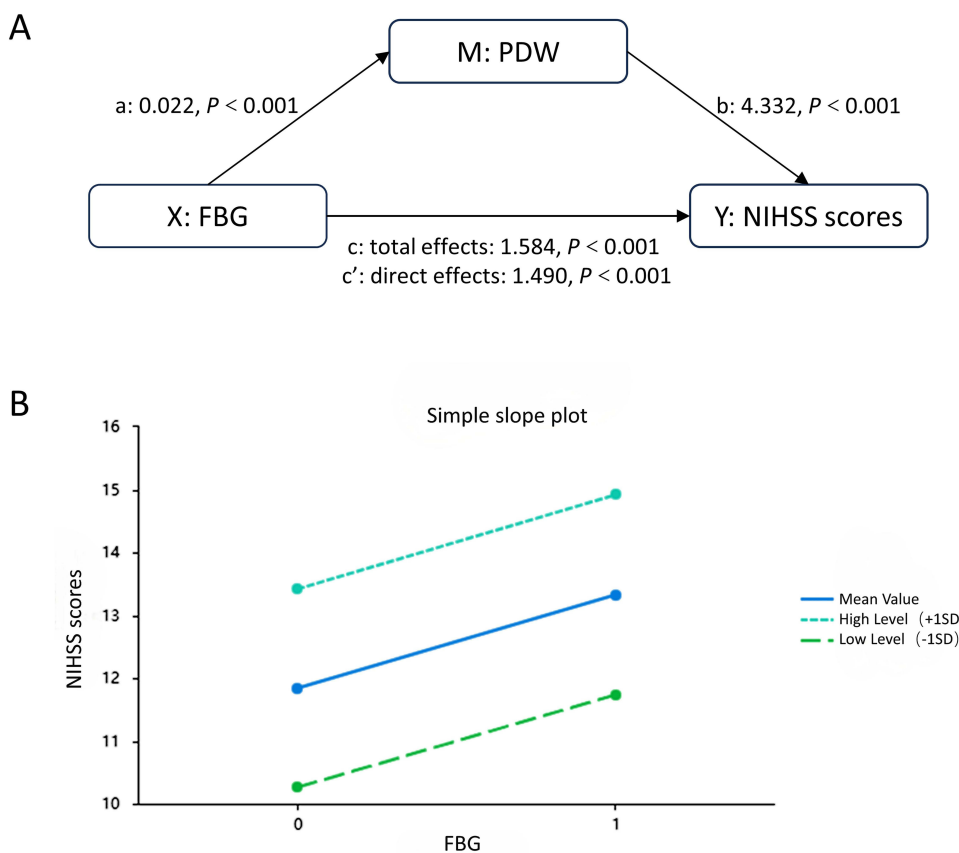 A
M: PDW
a: 0.022, P < 0.001
b: 4.332, P < 0.001
X: FBG
Y: NIHSS scores
c: total effects: 1.584, P < 0.001
c’: direct effects: 1.490, P < 0.001
B
Simple slope plot
16
15
14
13
12
11
10
NIHSS scores
0
1
FBG
Mean Value
High Level（+1SD）
Low Level（-1SD）